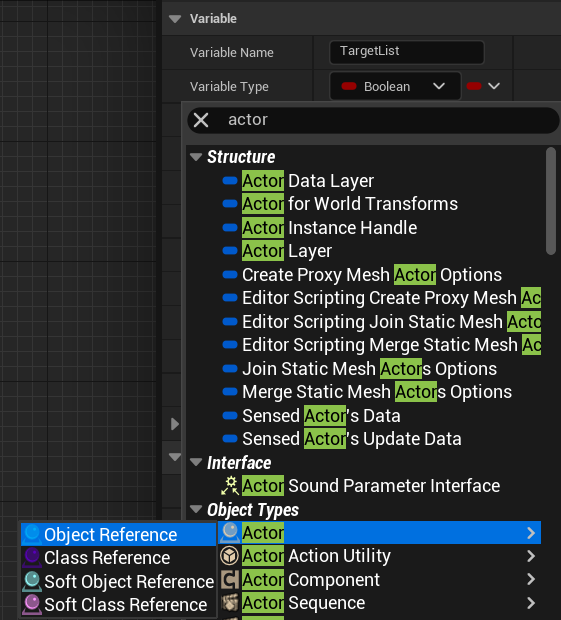 Variable
Variable Name
TargetList
Variable Type
Boolean
actor
Structure
Actor Data Layer
Actor for World Transforms
Actor Instance Handle
Actor Layer
Create Proxy Mesh Actor Options
Editor Scripting Create Proxy Mesh Ac
Editor Scripting Join Static Mesh Acto
Editor Scripting Merge Static Mesh Ac
Join Static Mesh Actors Options
Merge Static Mesh Actors Options
Sensed Actor's Data
Sensed Actor's Update Data
Interface
Actor Sound Parameter Interface
Object Types
Actor
Actor Action Utility
Actor Component
Actor Sequence
Object Reference
Class Reference
Soft Object Reference
Soft Class Reference